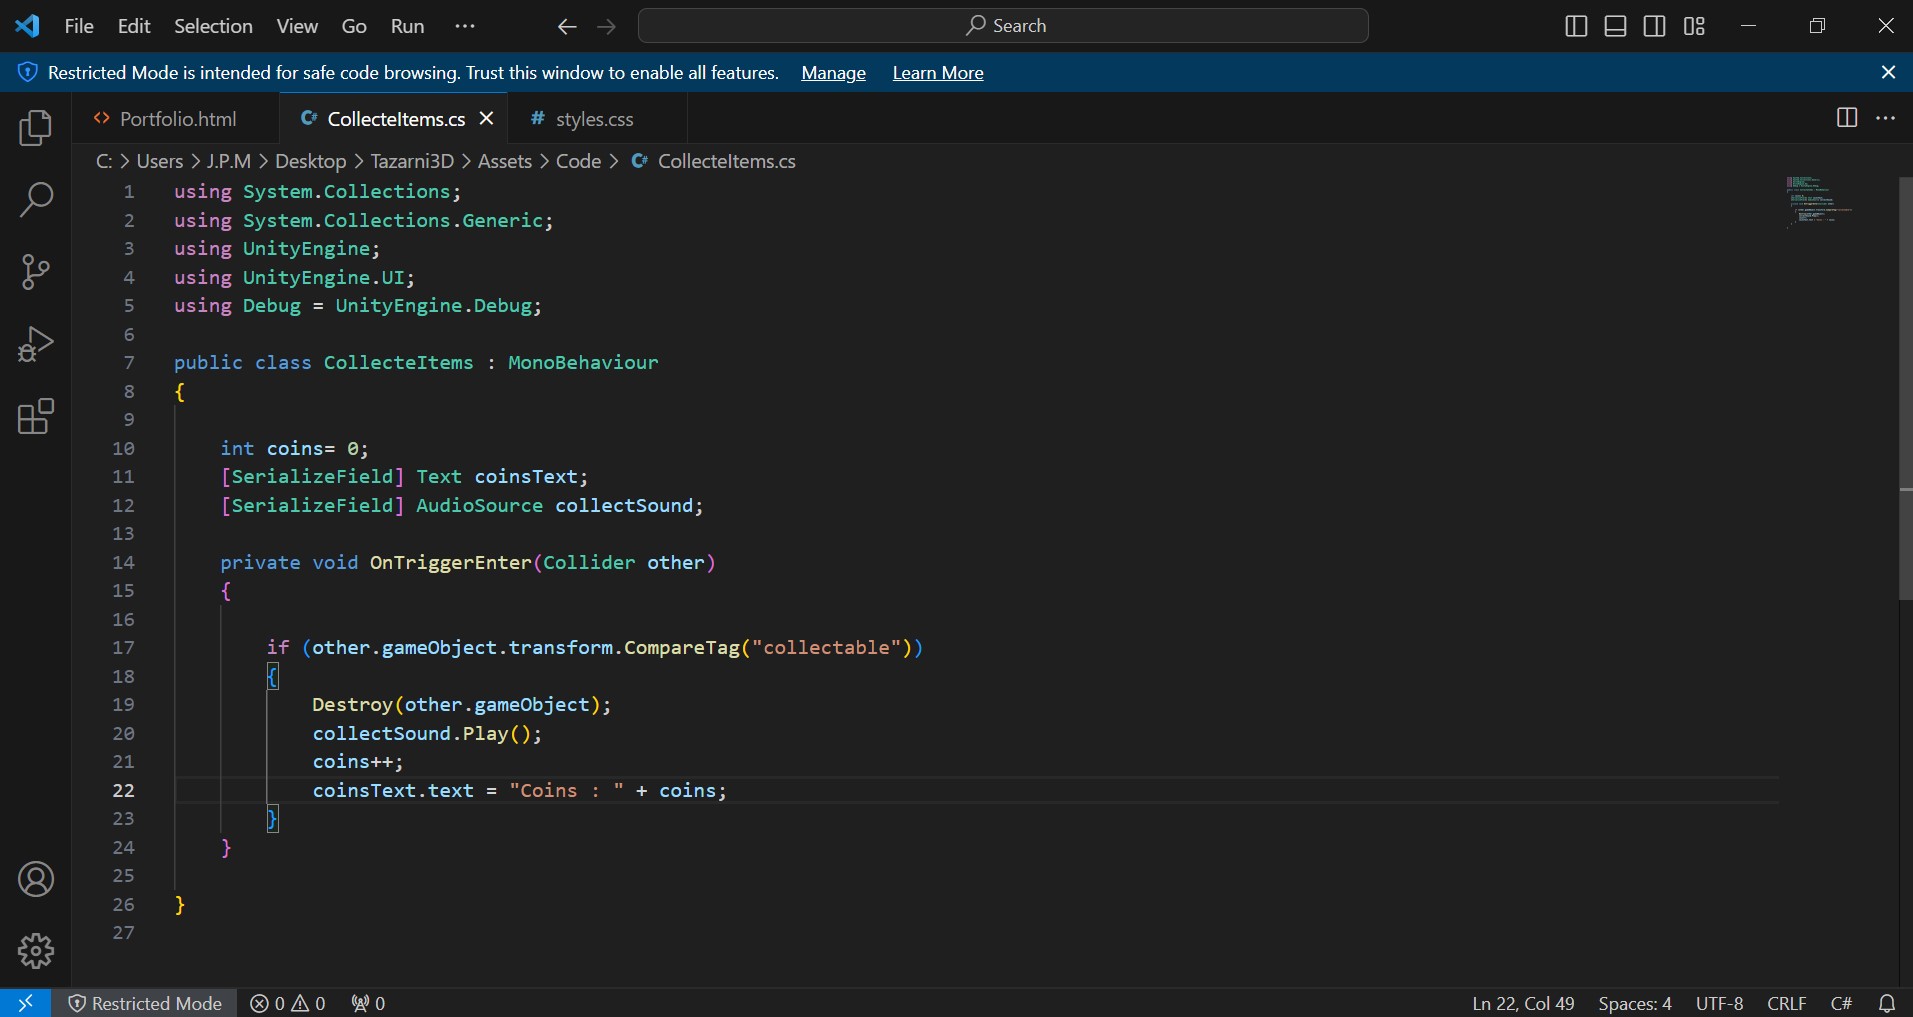 File Edit Selection View Go Run ··· Search
Restricted Mode is intended for safe code browsing. Trust this window to enable all features. Manage Learn More
Portfolio.html CollecteItems.cs styles.css
C: > Users > J.P.M > Desktop > Tazarni3D > Assets > Code > CollecteItems.cs
1 using System.Collections;
2 using System.Collections.Generic;
3 using UnityEngine;
4 using UnityEngine.UI;
5 using Debug = UnityEngine.Debug;
6
7 public class CollecteItems : MonoBehaviour
8 {
9
10 int coins= 0;
11 [SerializeField] Text coinsText;
12 [SerializeField] AudioSource collectSound;
13
14 private void OnTriggerEnter(Collider other)
15 {
16
17 if (other.gameObject.transform.CompareTag("collectable"))
18 {
19 Destroy(other.gameObject);
20 collectSound.Play();
21 coins++;
22 coinsText.text = "Coins : " + coins;
23 }
24 }
25
26 }
27
Restricted Mode 0 0 0 Ln 22, Col 49 Spaces: 4 UTF-8 CRLF C#